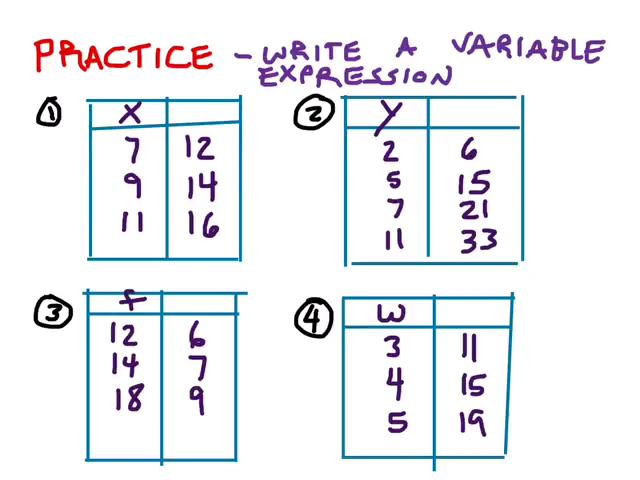 PRACTICE - WRITE A VARIABLE
EXPRESSION
1
X
7 12
9 14
11 16
2
Y
2 6
5 15
7 21
11 33
3
f
12 6
14 7
18 9
4
W
3 11
4 15
5 19